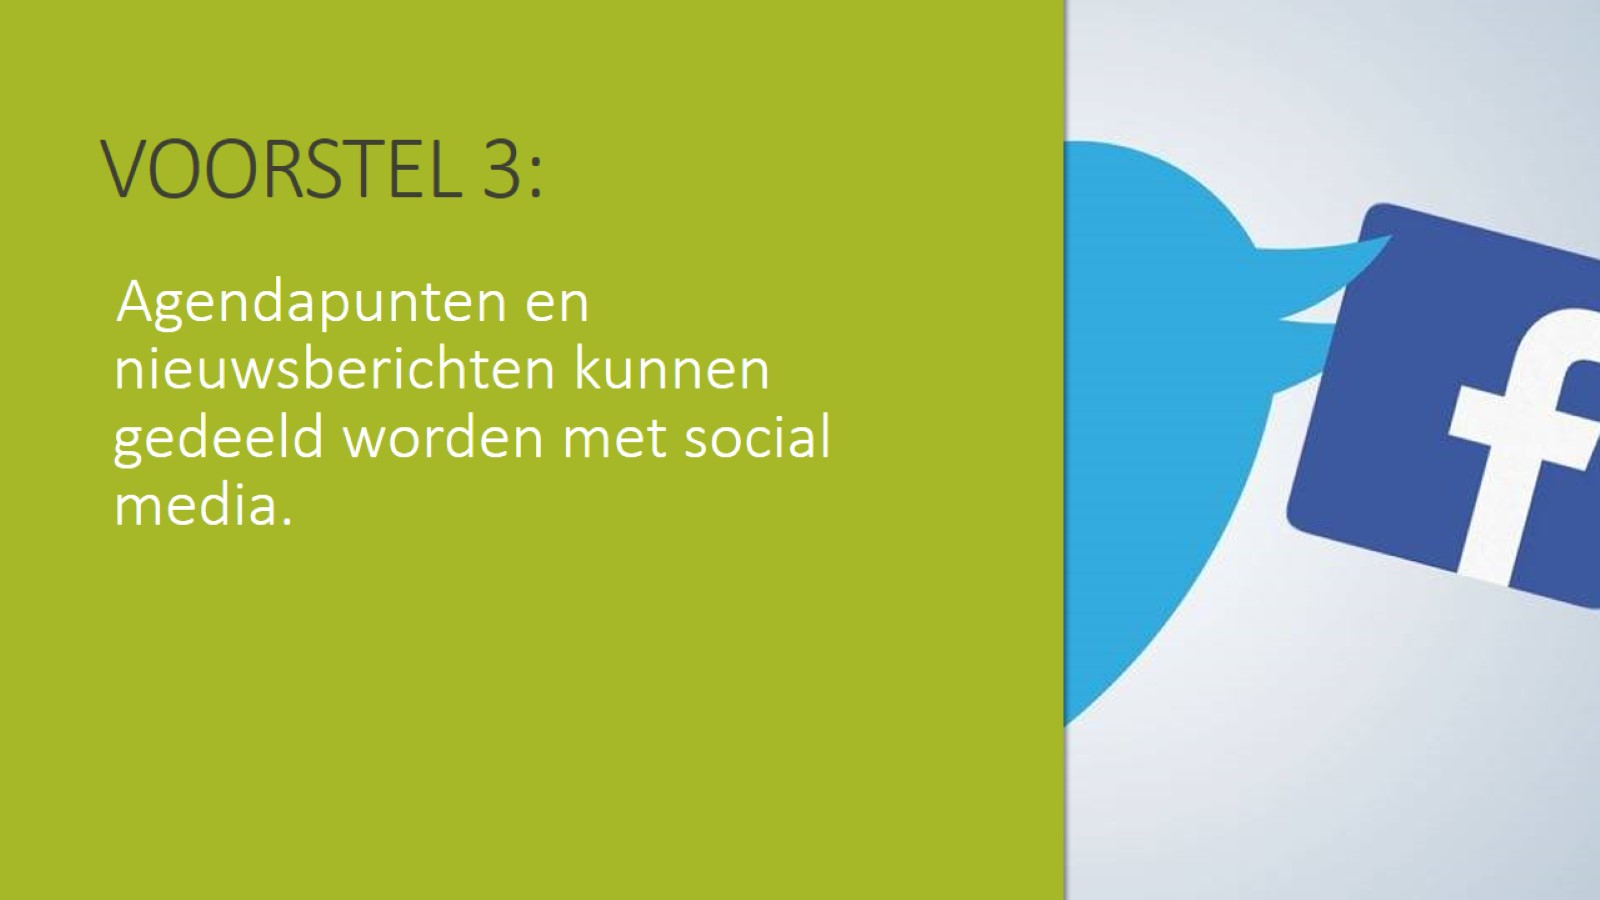 VOORSTEL 3:
Agendapunten en
nieuwsberichten kunnen
gedeeld worden met social
media.
f